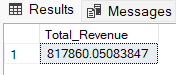 Results Messages
Total_Revenue
1 817860.05083847